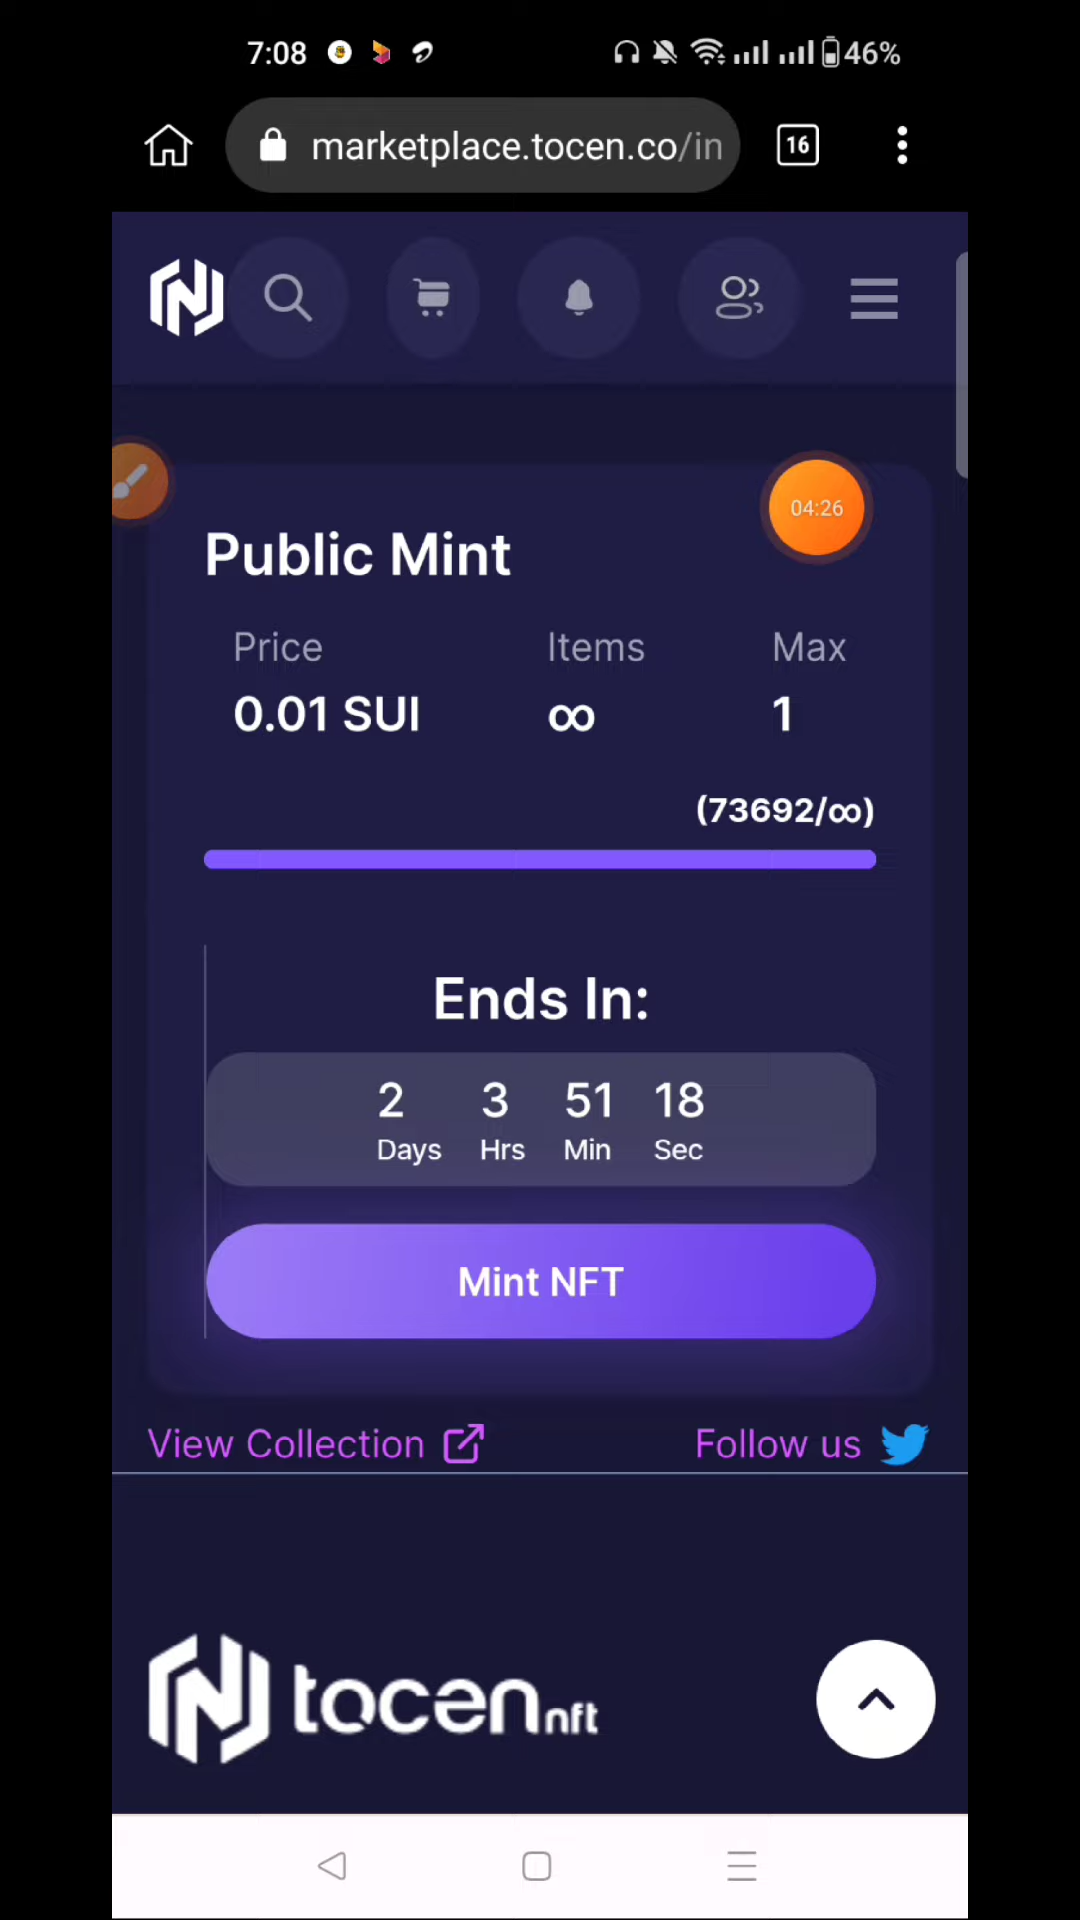 7:08 46%
marketplace.tocen.co/in 16
04:26
Public Mint
Price Items Max
0.01 SUI ∞ 1
(73692/∞)
Ends In:
2 3 51 18
Days Hrs Min Sec
Mint NFT
View Collection Follow us
tocen nft